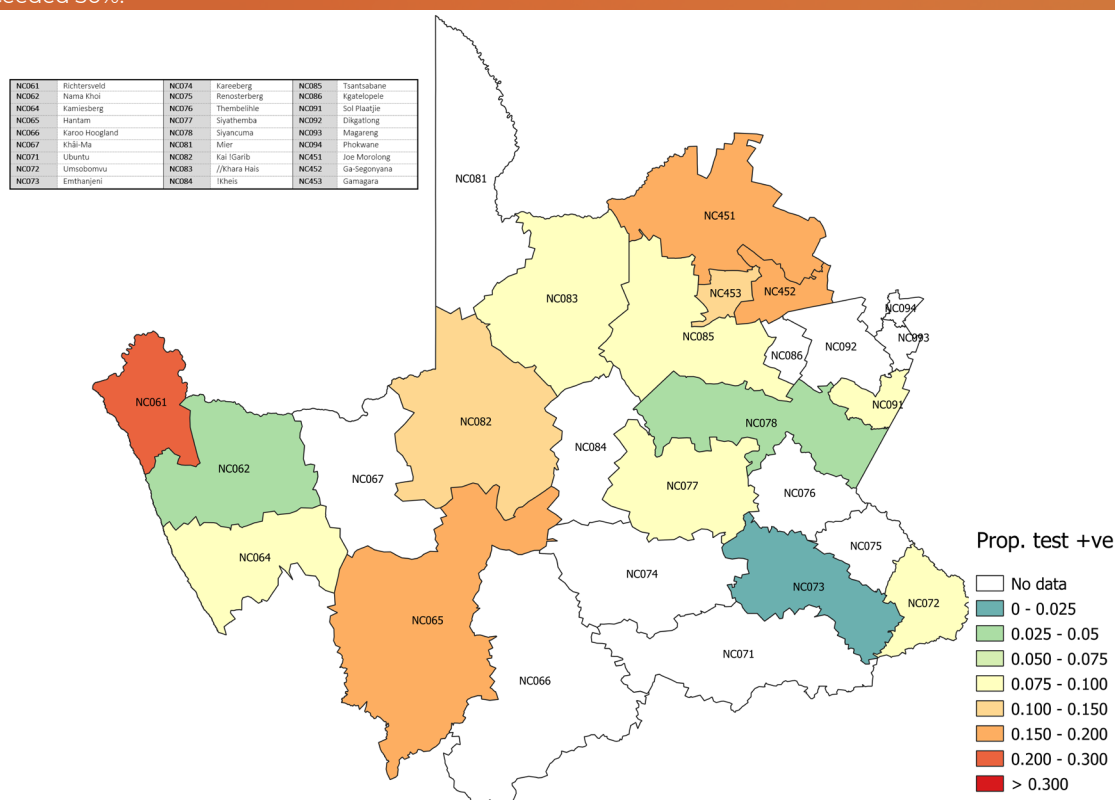 NC061 Richtersveld NC074 Kareeberg NC085 Tsantsabane
NC062 Nama Khoi NC075 Renosterberg NC086 Kgatelopele
NC064 Kamiesberg NC076 Thembelihle NC091 Sol Plaatjie
NC065 Hantam NC077 Siyathemba NC092 Dikgatlong
NC066 Karoo Hoogland NC078 Siyancuma NC093 Magareng
NC067 Khâi-Ma NC081 Mier NC094 Phokwane
NC071 Ubuntu NC082 Kai !Garib NC451 Joe Morolong
NC072 Umsobomvu NC083 //Khara Hais NC452 Ga-Segonyana
NC073 Emthanjeni NC084 !Kheis NC453 Gamagara
NC081
NC451
NC083
NC453
NC452
NC094
NC085
NC093
NC092
NC086
NC061
NC091
NC082
NC078
NC084
NC062
NC067
NC077
NC076
NC064
NC075
NC074
NC073
NC072
NC065
NC071
NC066
Prop. test +ve
No data
0 - 0.025
0.025 - 0.05
0.050 - 0.075
0.075 - 0.100
0.100 - 0.150
0.150 - 0.200
0.200 - 0.300
> 0.300